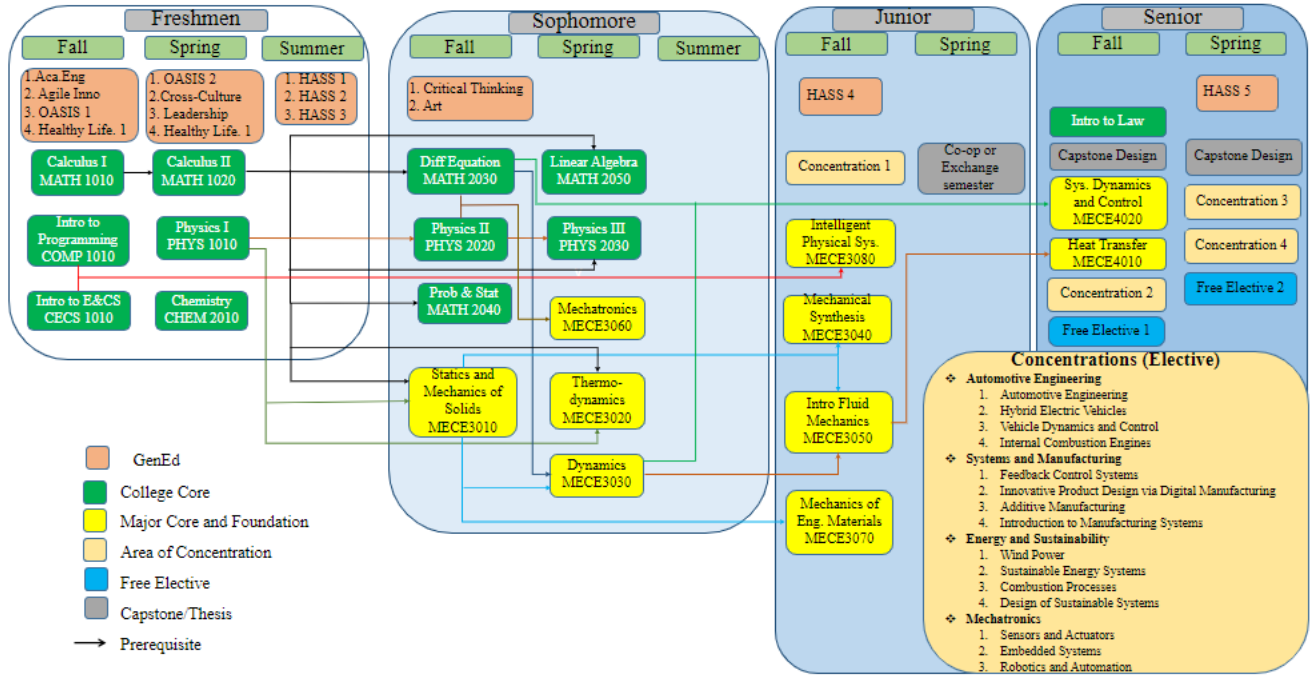 Freshmen
Fall
Spring
Summer
1.Aca.Eng
2. Agile Inno
3. OASIS 1
4. Healthy Life. 1
1. OASIS 2
2.Cross-Culture
3. Leadership
4. Healthy Life. 1
1. HASS 1
2. HASS 2
3. HASS 3
Calculus I
MATH 1010
Calculus II
MATH 1020
Intro to
Programming
COMP 1010
Physics I
PHYS 1010
Intro to E&CS
CECS 1010
Chemistry
CHEM 2010
Sophomore
Fall
Spring
Summer
1. Critical Thinking
2. Art
Diff Equation
MATH 2030
Linear Algebra
MATH 2050
Physics II
PHYS 2020
Physics III
PHYS 2030
Prob & Stat
MATH 2040
Mechatronics
MECE3060
Statics and
Mechanics of
Solids
MECE3010
Thermo-
dynamics
MECE3020
Dynamics
MECE3030
Junior
Fall
Spring
HASS 4
Concentration 1
Co-op or
Exchange
semester
Intelligent
Physical Sys.
MECE3080
Mechanical
Synthesis
MECE3040
Intro Fluid
Mechanics
MECE3050
Mechanics of
Eng. Materials
MECE3070
Senior
Fall
Spring
HASS 5
Intro to Law
Capstone Design
Capstone Design
Sys. Dynamics
and Control
MECE4020
Concentration 3
Heat Transfer
MECE4010
Concentration 4
Concentration 2
Free Elective 2
Free Elective 1
Concentrations (Elective)
❖ Automotive Engineering
1. Automotive Engineering
2. Hybrid Electric Vehicles
3. Vehicle Dynamics and Control
4. Internal Combustion Engines
❖ Systems and Manufacturing
1. Feedback Control Systems
2. Innovative Product Design via Digital Manufacturing
3. Additive Manufacturing
4. Introduction to Manufacturing Systems
❖ Energy and Sustainability
1. Wind Power
2. Sustainable Energy Systems
3. Combustion Processes
4. Design of Sustainable Systems
❖ Mechatronics
1. Sensors and Actuators
2. Embedded Systems
3. Robotics and Automation
GenEd
College Core
Major Core and Foundation
Area of Concentration
Free Elective
Capstone/Thesis
Prerequisite